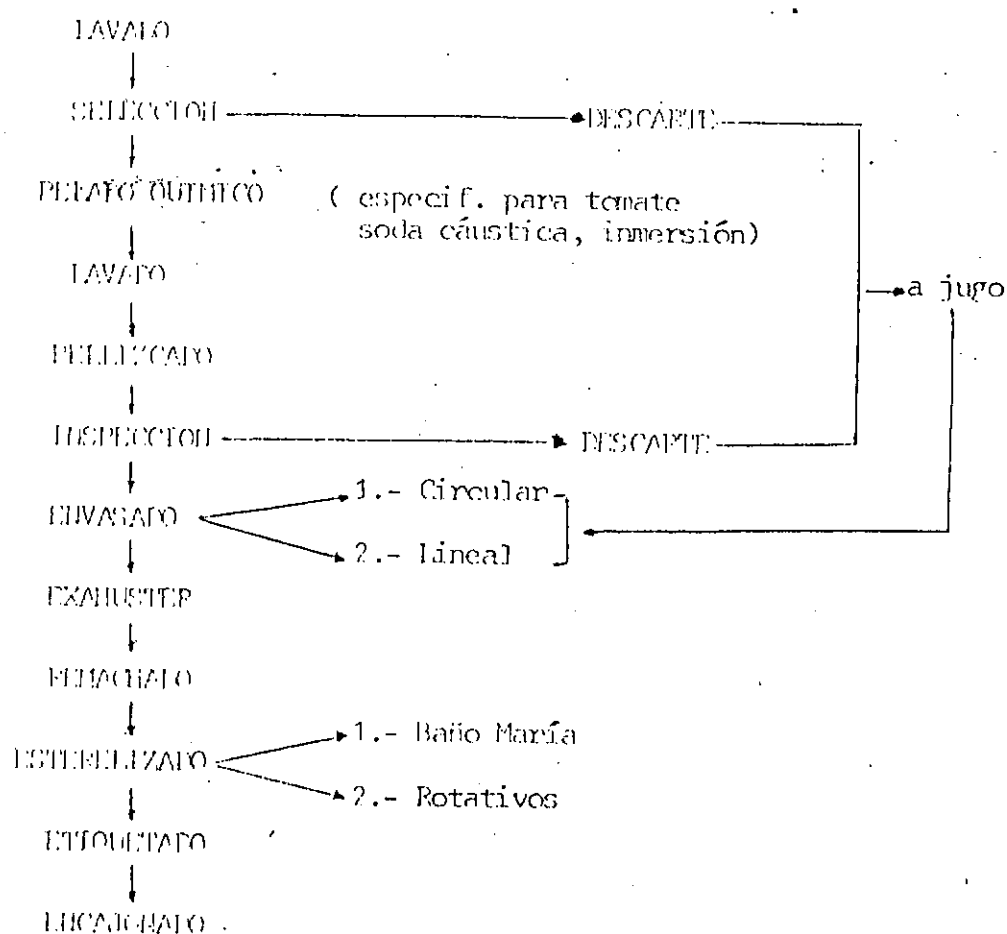 LAVADO
SELECCION DESCARTE
PELADO QUIMICO ( especif. para tomate
soda cáustica, inmersión)
LAVADO
a jugo
PELLIZCADO
INSPECCION DESCARTE
1.- Circular
ENVASADO
2.- Lineal
EXAHUSTER
REMACHADO
1.- Baño María
ESTERELIZADO
2.- Rotativos
ETIQUETADO
ENCAJONADO.